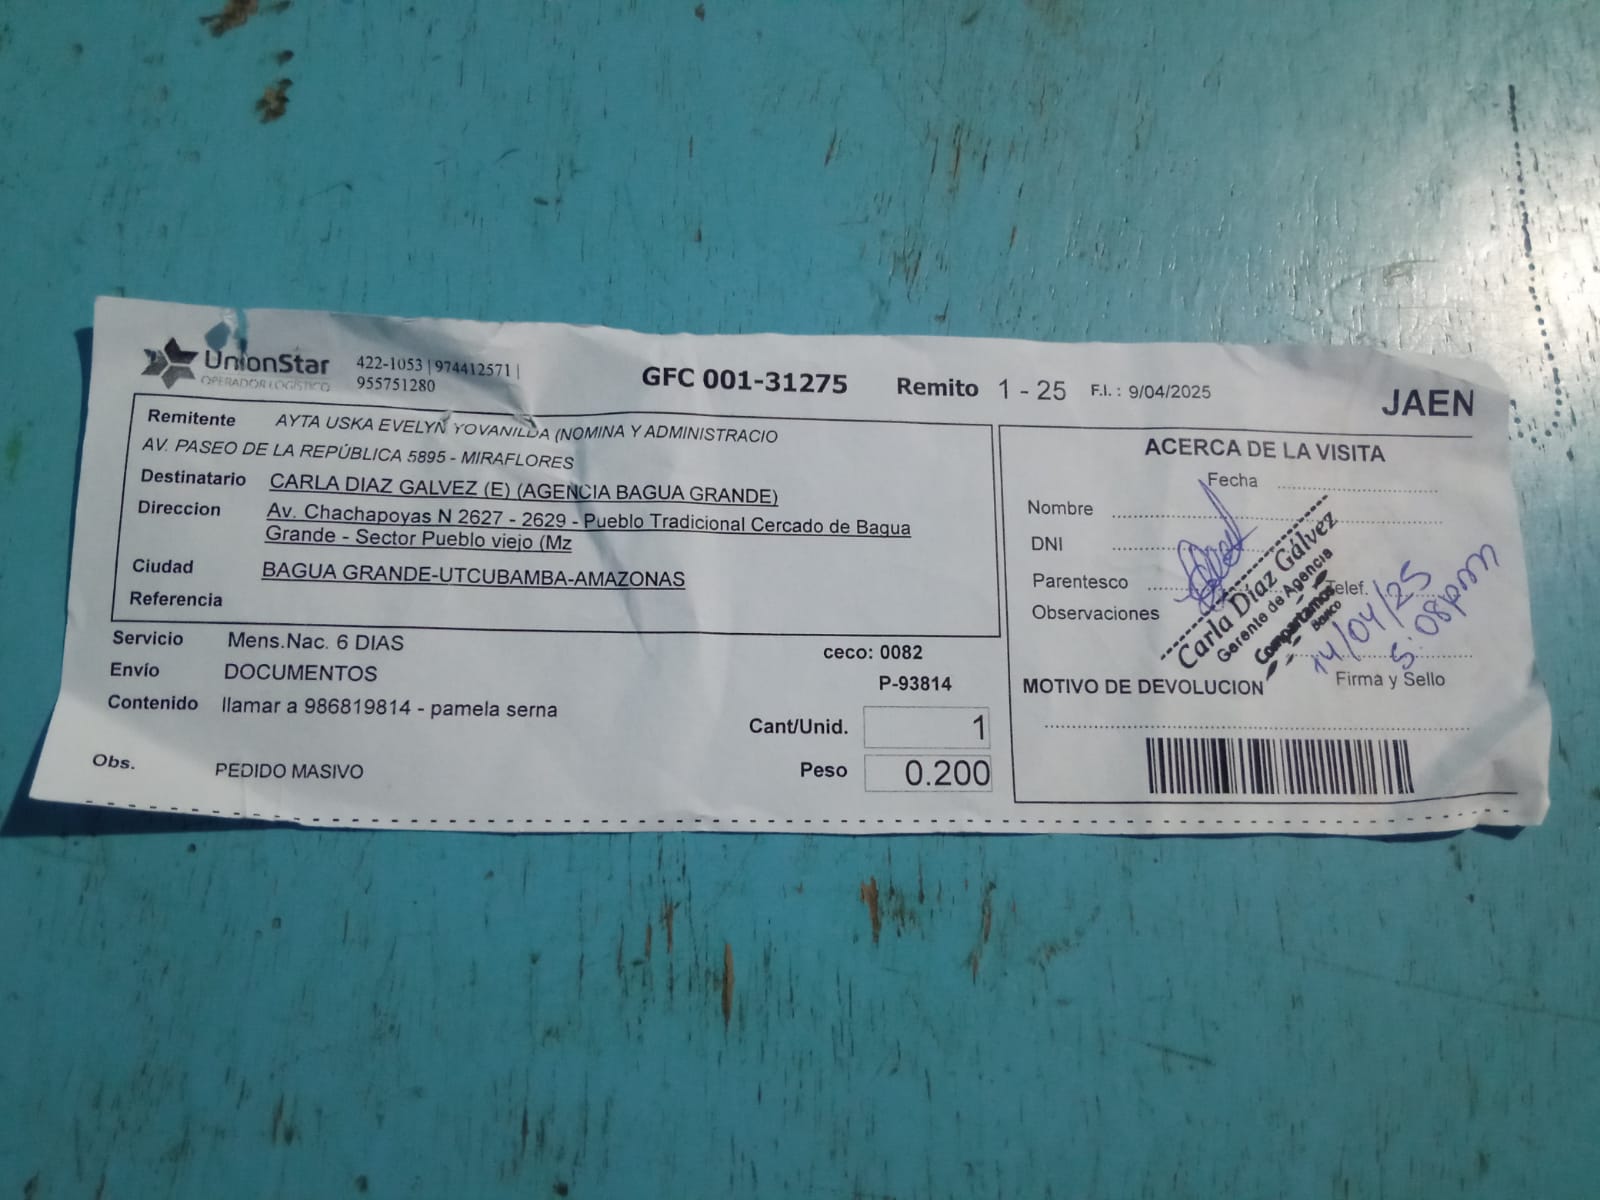 UnionStar
OPERADOR LOGÍSTICO
422-1053 | 974412571 |
955751280
GFC 001-31275
Remito 1 - 25
F.I. : 9/04/2025
JAEN
Remitente AYTA USKA EVELYN YOVANILDA (NOMINA Y ADMINISTRACIO
AV. PASEO DE LA REPÚBLICA 5895 - MIRAFLORES
Destinatario CARLA DIAZ GALVEZ (E) (AGENCIA BAGUA GRANDE)
Direccion Av. Chachapoyas N 2627 - 2629 - Pueblo Tradicional Cercado de Bagua
Grande - Sector Pueblo viejo (Mz
Ciudad BAGUA GRANDE-UTCUBAMBA-AMAZONAS
Referencia
Servicio Mens.Nac. 6 DIAS
Envío DOCUMENTOS
Contenido llamar a 986819814 - pamela serna
Obs. PEDIDO MASIVO
ceco: 0082
P-93814
Cant/Unid. 1
Peso 0.200
ACERCA DE LA VISITA
Fecha
Nombre
DNI
Parentesco
Telef.
Observaciones
Carla Díaz Gálvez
Gerente de Agencia
Compartamos
Banco
14/04/25
5:08pm
Firma y Sello
MOTIVO DE DEVOLUCION